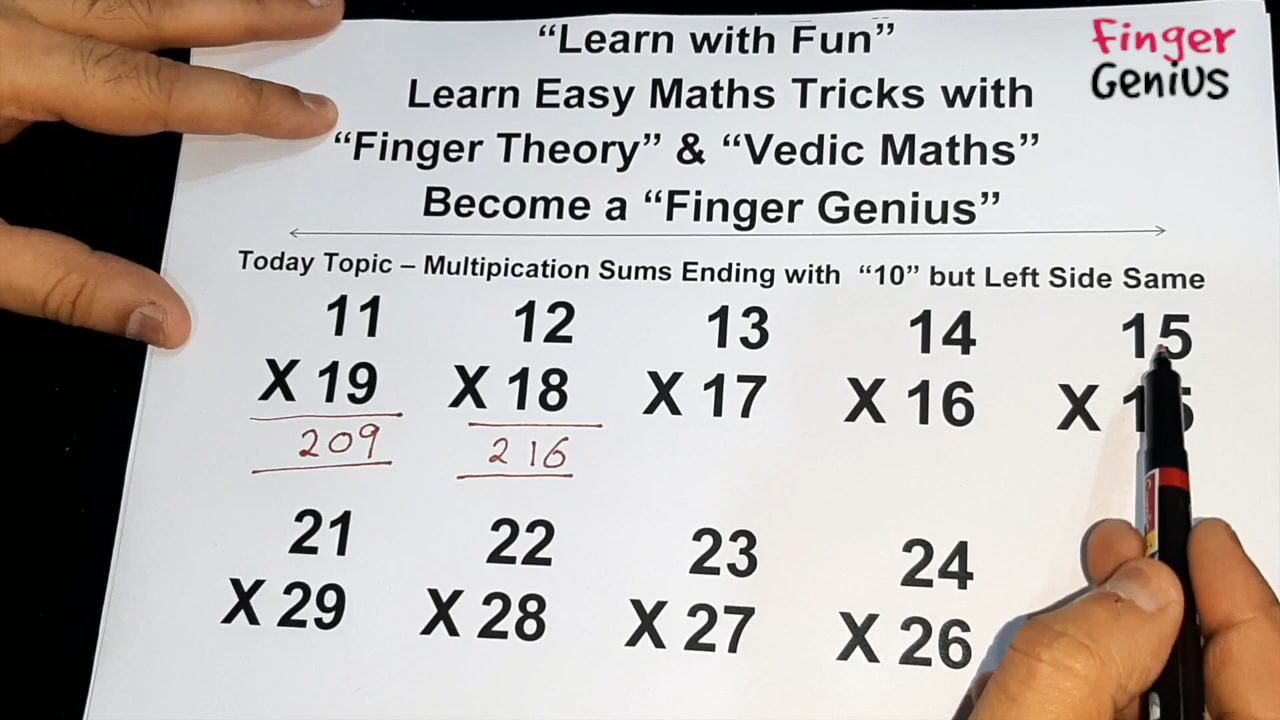 Finger
Genius
“Learn with Fun”
Learn Easy Maths Tricks with
“Finger Theory” & “Vedic Maths”
Become a “Finger Genius”
Today Topic – Multipication Sums Ending with “10” but Left Side Same
11 12 13 14 15
X 19 X 18 X 17 X 16 X 15
209 216
21 22 23 24
X 29 X 28 X 27 X 26